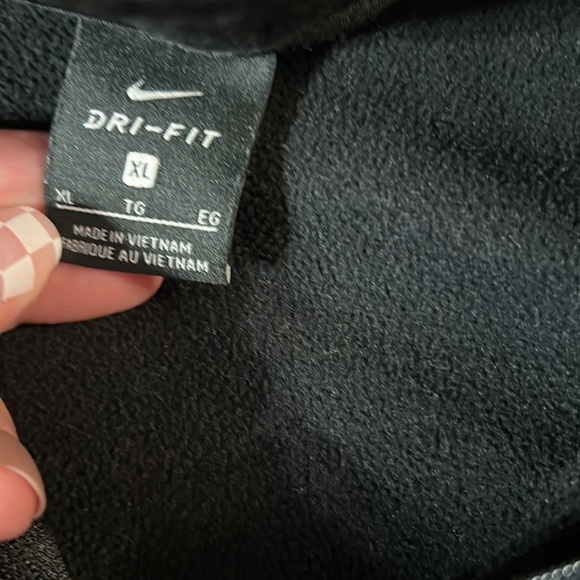 DRI-FIT
XL
XL TG EG
MADE IN VIETNAM
FABRIQUE AU VIETNAM